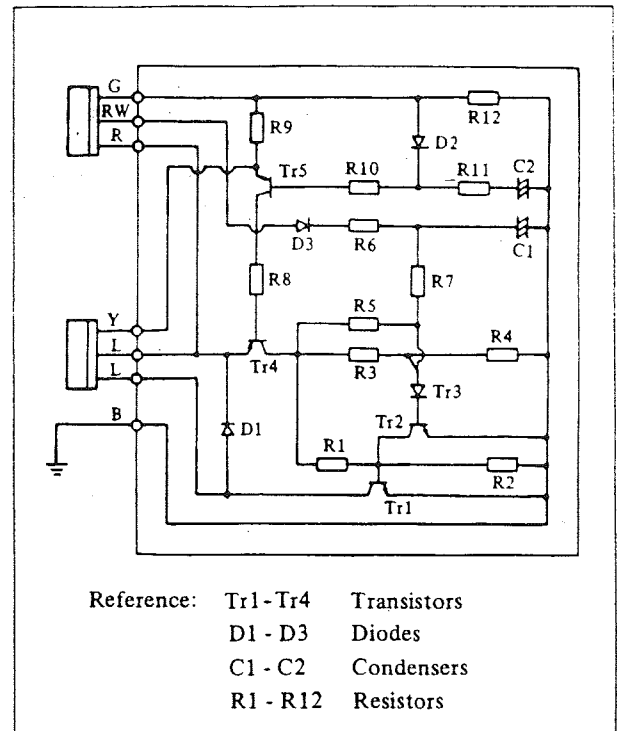 G
R12
RW
R9
D2
R
Tr5
R10
R11
C2
D3
R6
C1
R8
R7
Y
R5
L
R3
R4
Tr4
L
Tr3
B
D1
Tr2
R1
R2
Tr1
Reference: Tr1-Tr4 Transistors
D1 - D3 Diodes
C1 - C2 Condensers
R1 - R12 Resistors